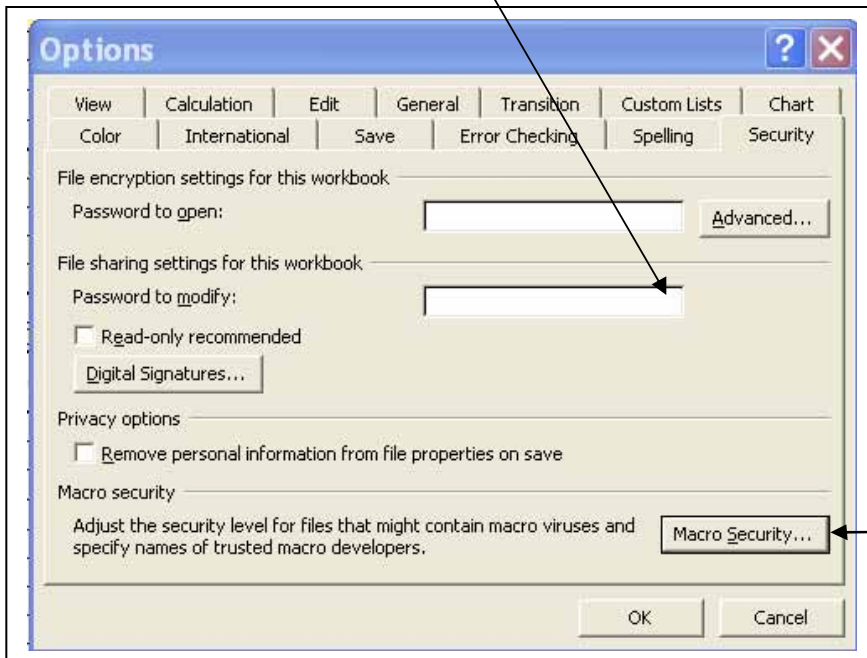 Options
?
View Calculation Edit General Transition Custom Lists Chart
Color International Save Error Checking Spelling Security
File encryption settings for this workbook
Password to open:
Advanced...
File sharing settings for this workbook
Password to modify:
Read-only recommended
Digital Signatures...
Privacy options
Remove personal information from file properties on save
Macro security
Adjust the security level for files that might contain macro viruses and
specify names of trusted macro developers.
Macro Security...
OK Cancel